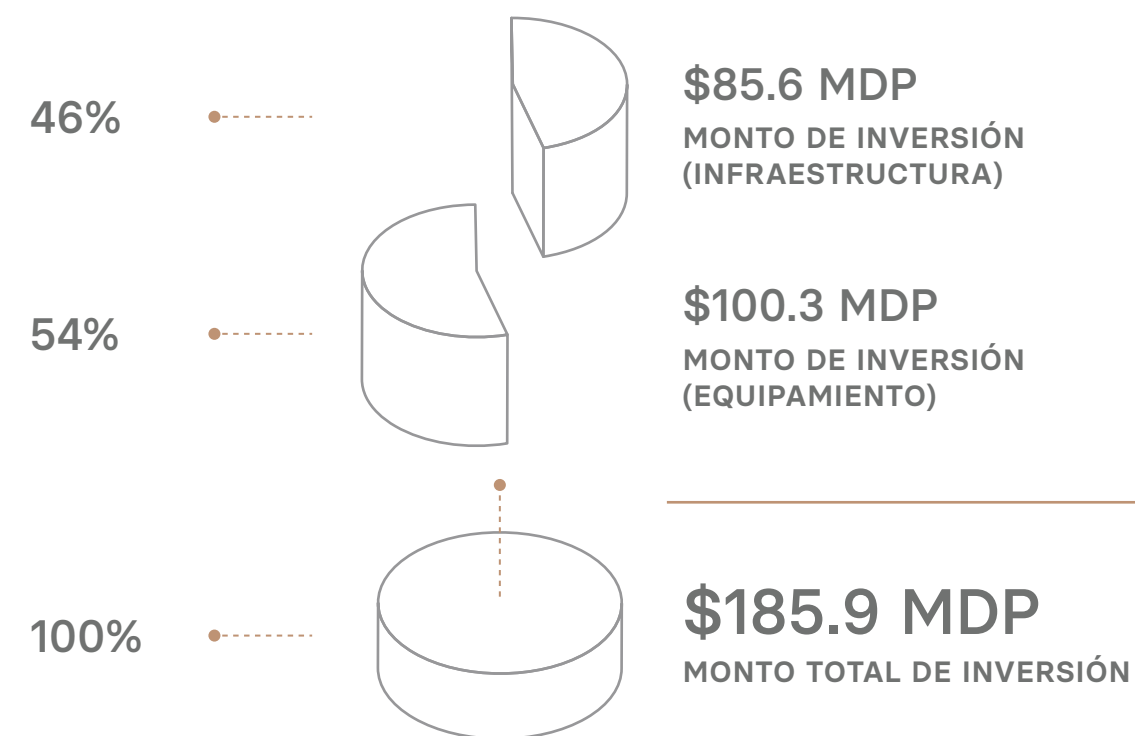 46%
$85.6 MDP
MONTO DE INVERSIÓN
(INFRAESTRUCTURA)
54%
$100.3 MDP
MONTO DE INVERSIÓN
(EQUIPAMIENTO)
100%
$185.9 MDP
MONTO TOTAL DE INVERSIÓN